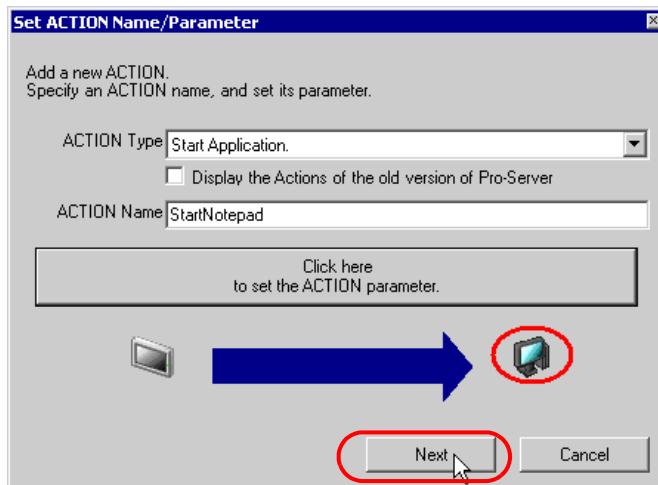 Set ACTION Name/Parameter
Add a new ACTION.
Specify an ACTION name, and set its parameter.
ACTION Type Start Application.
Display the Actions of the old version of Pro-Server
ACTION Name StartNotepad
Click here
to set the ACTION parameter.
Next Cancel